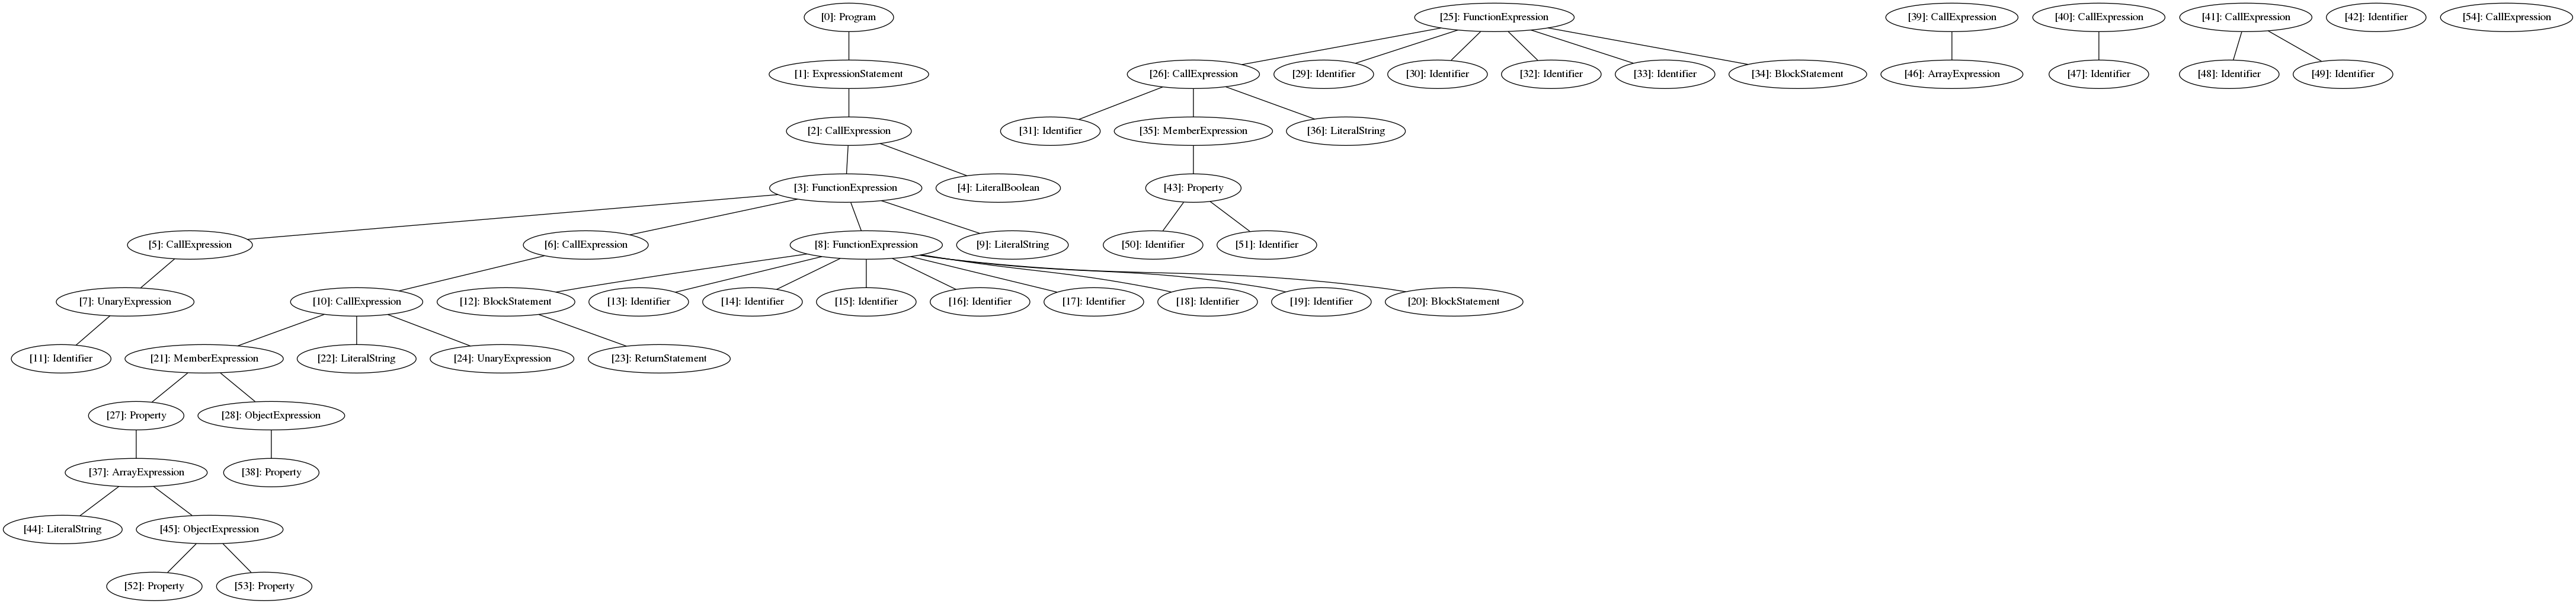 [0]: Program
[25]: FunctionExpression
[39]: CallExpression
[40]: CallExpression
[41]: CallExpression
[42]: Identifier
[54]: CallExpression
[1]: ExpressionStatement
[26]: CallExpression
[29]: Identifier
[30]: Identifier
[32]: Identifier
[33]: Identifier
[34]: BlockStatement
[46]: ArrayExpression
[47]: Identifier
[48]: Identifier
[49]: Identifier
[2]: CallExpression
[31]: Identifier
[35]: MemberExpression
[36]: LiteralString
[3]: FunctionExpression
[4]: LiteralBoolean
[43]: Property
[5]: CallExpression
[6]: CallExpression
[8]: FunctionExpression
[9]: LiteralString
[50]: Identifier
[51]: Identifier
[7]: UnaryExpression
[10]: CallExpression
[12]: BlockStatement
[13]: Identifier
[14]: Identifier
[15]: Identifier
[16]: Identifier
[17]: Identifier
[18]: Identifier
[19]: Identifier
[20]: BlockStatement
[11]: Identifier
[21]: MemberExpression
[22]: LiteralString
[24]: UnaryExpression
[23]: ReturnStatement
[27]: Property
[28]: ObjectExpression
[37]: ArrayExpression
[38]: Property
[44]: LiteralString
[45]: ObjectExpression
[52]: Property
[53]: Property